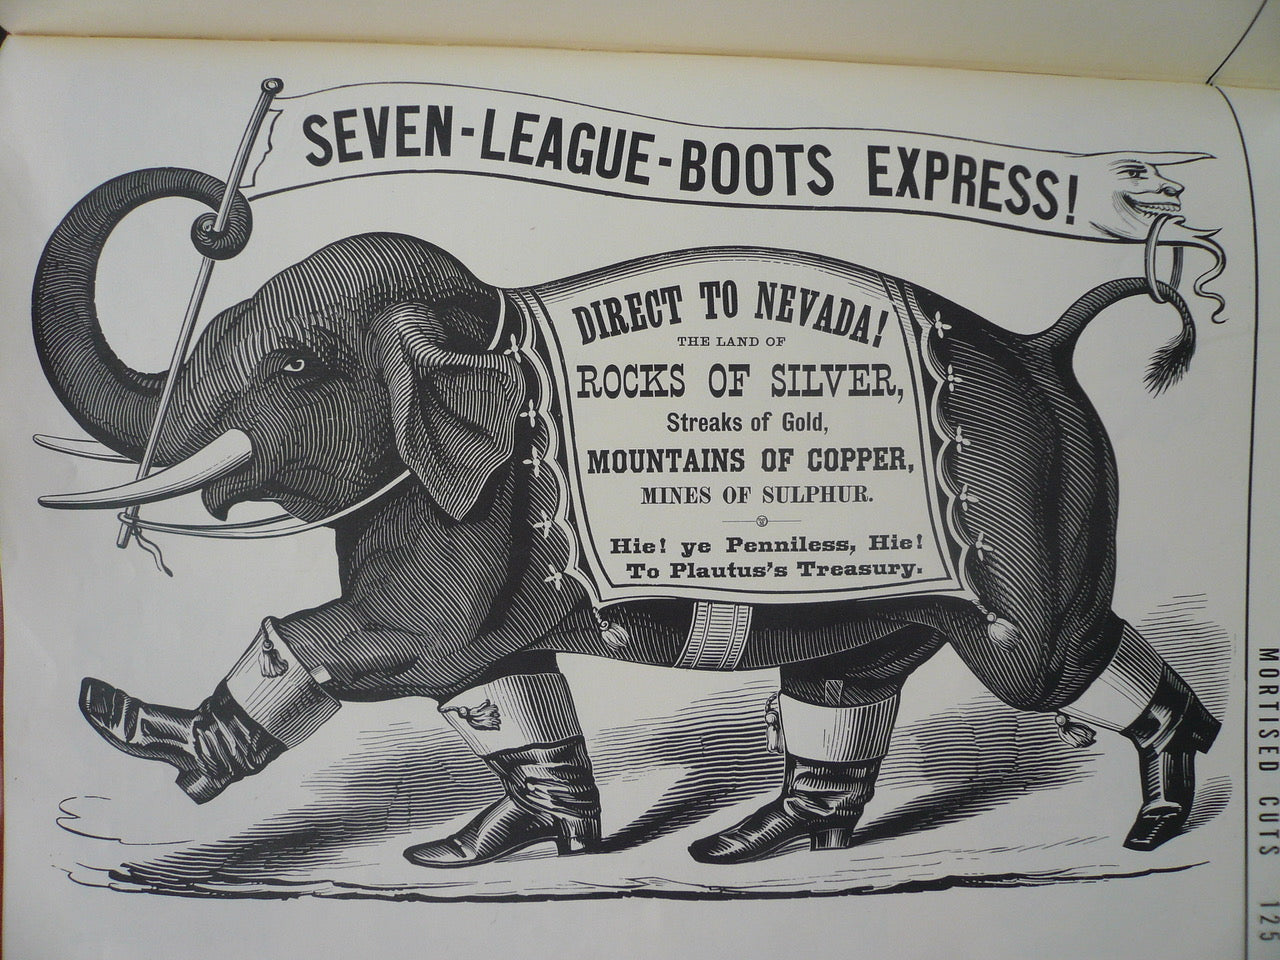 SEVEN-LEAGUE-BOOTS EXPRESS!
DIRECT TO NEVADA!
THE LAND OF
ROCKS OF SILVER,
Streaks of Gold,
MOUNTAINS OF COPPER,
MINES OF SULPHUR.
Hie! ye Penniless, Hie!
To Plautus's Treasury.
MORTISED CUTS 125